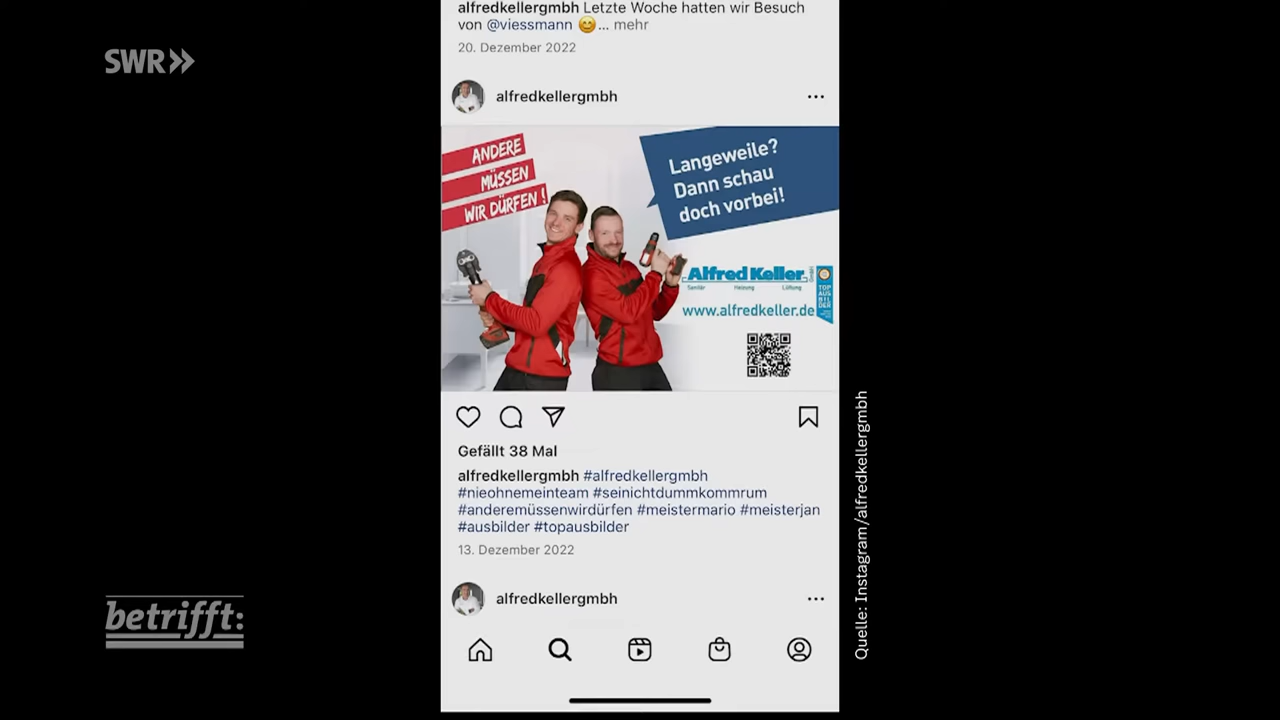 alfredkellergmbh Letzte Woche hatten wir Besuch
von @viessmann 😊... mehr
20. Dezember 2022
SWR
alfredkellergmbh
ANDERE
MÜSSEN
WIR DÜRFEN!
Langeweile?
Dann schau
doch vorbei!
Alfred Keller
Sanitär Heizung Lüftung
www.alfredkeller.de
TOP
AUS
BIL
DER
Gefällt 38 Mal
alfredkellergmbh #alfredkellergmbh
#nieohnemeinteam #seinichtdummkommrum
#anderemüssenwirdürfen #meistermario #meisterjan
#ausbilder #topausbilder
13. Dezember 2022
alfredkellergmbh
betrifft:
Quelle: Instagram/alfredkellergmbh